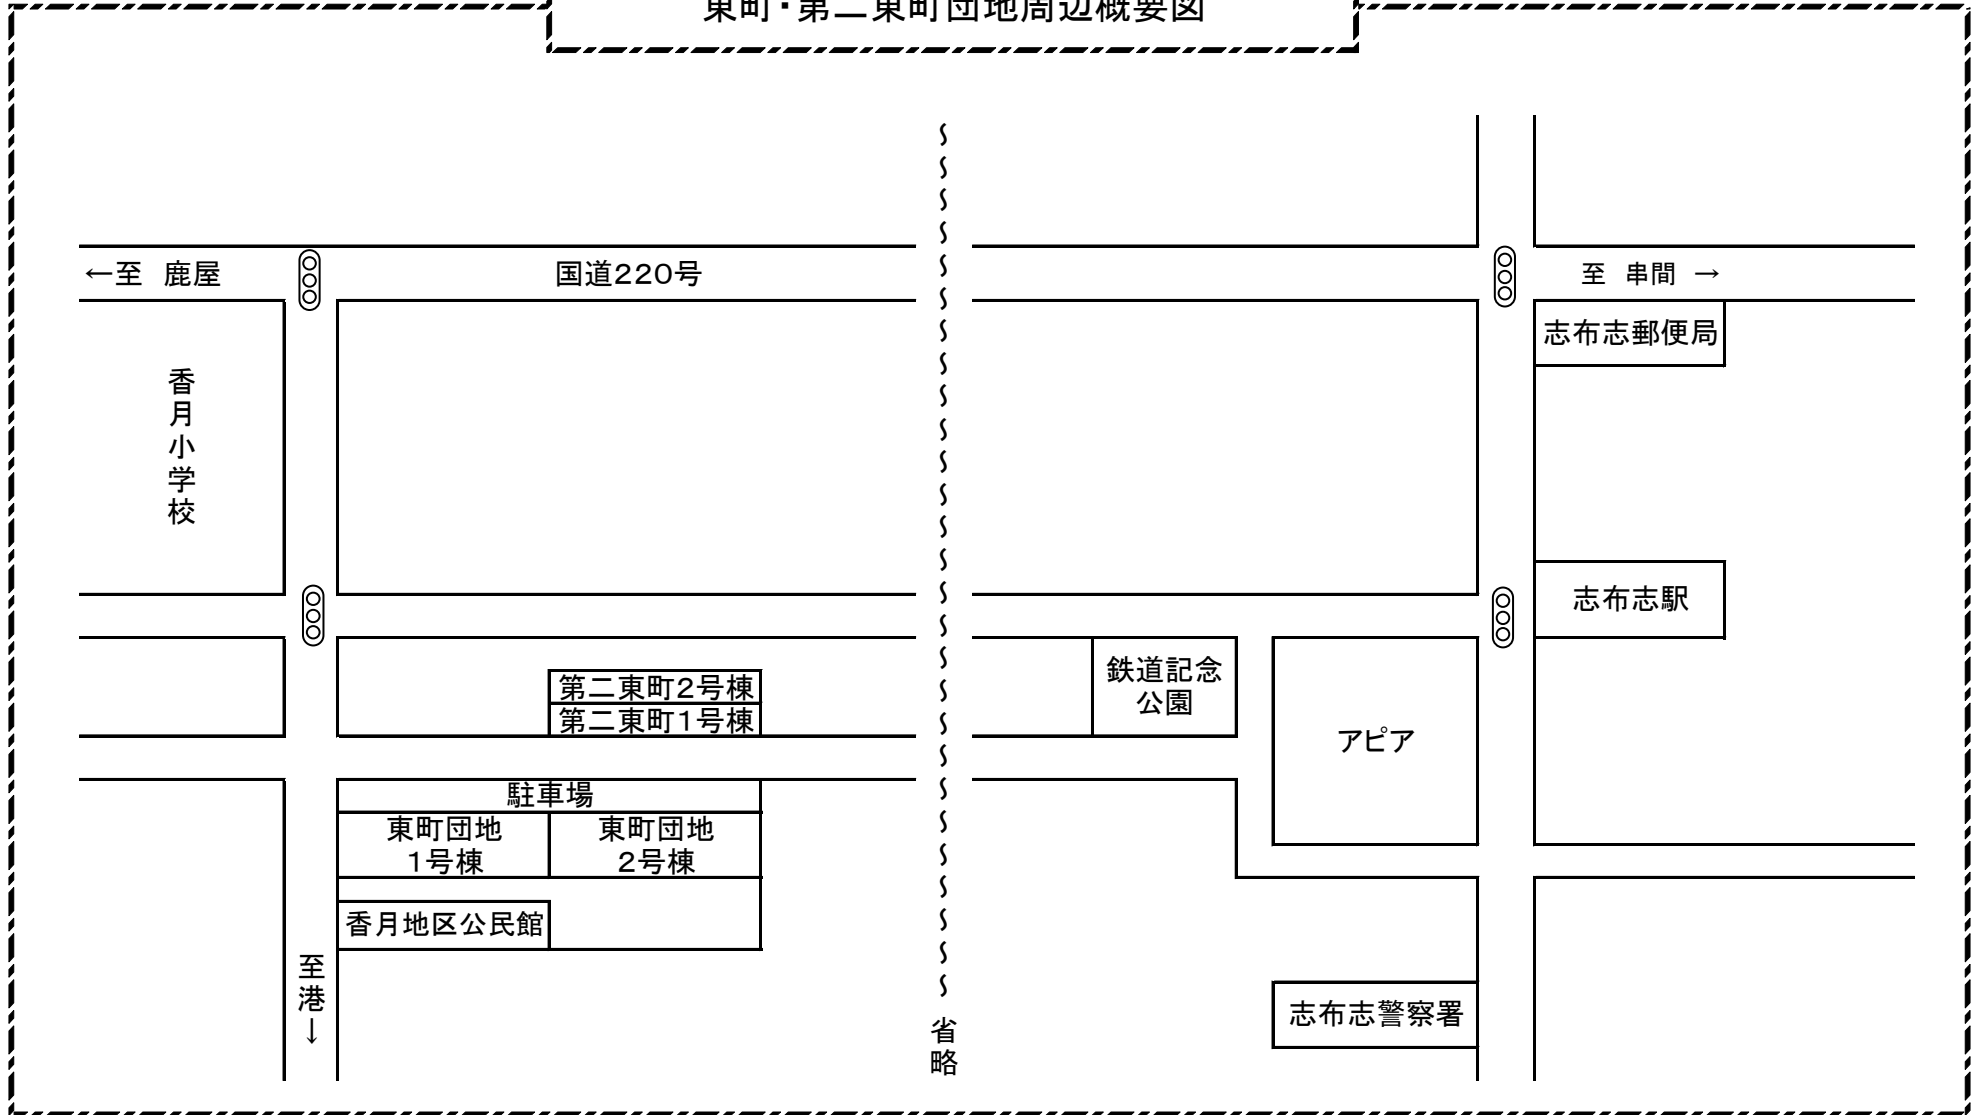 東町・第二東町団地周辺概要図
←至 鹿屋
国道220号
至 串間 →
志布志郵便局
香月小学校
志布志駅
鉄道記念
公園
第二東町2号棟
第二東町1号棟
アピア
駐車場
東町団地
1号棟
東町団地
2号棟
香月地区公民館
至港↓
志布志警察署
省略